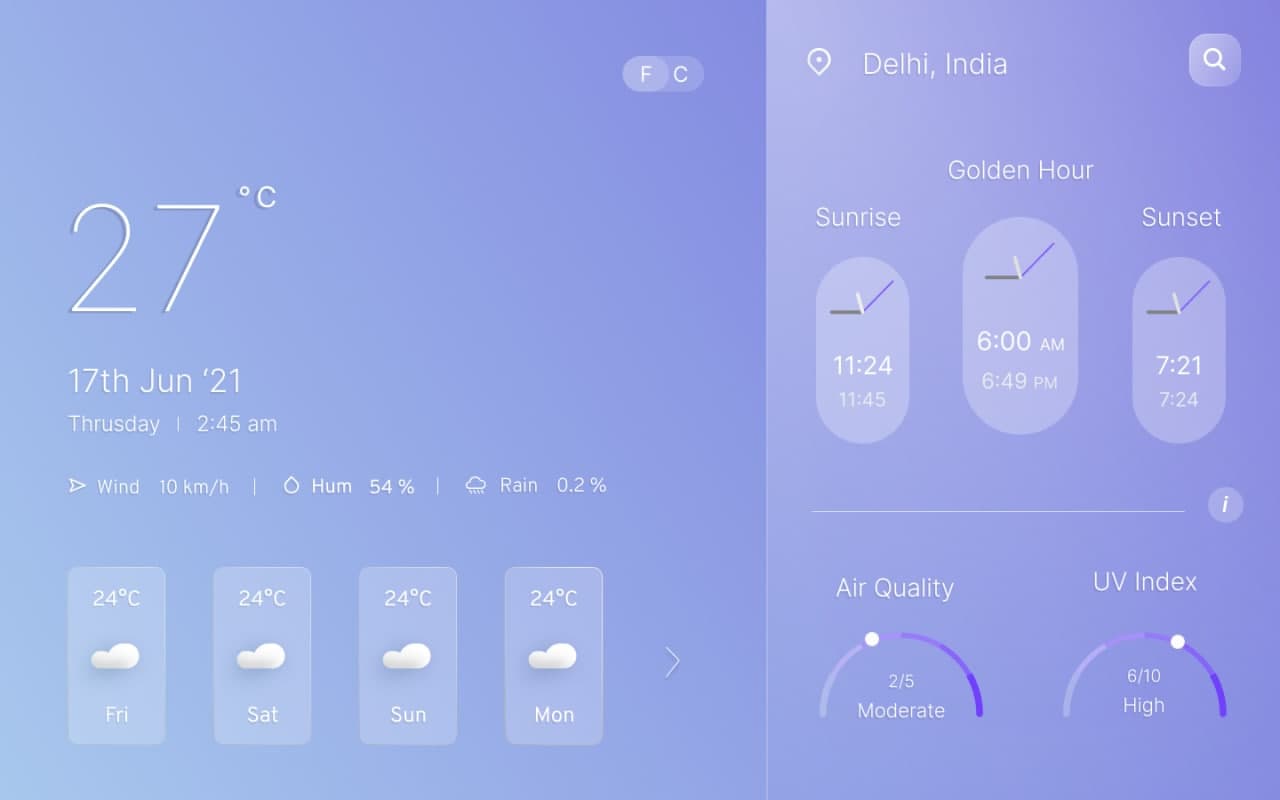 F C
27 °C
17th Jun ‘21
Thrusday | 2:45 am
Wind 10 km/h | Hum 54 % | Rain 0.2 %
24°C 24°C 24°C 24°C
Fri Sat Sun Mon
Delhi, India
Golden Hour
Sunrise
11:24
11:45
6:00 AM
6:49 PM
Sunset
7:21
7:24
i
Air Quality
2/5
Moderate
UV Index
6/10
High